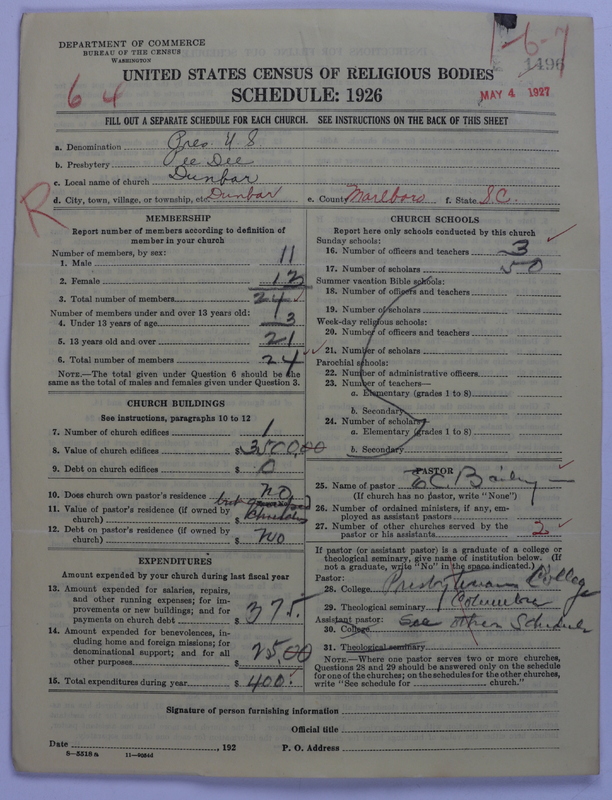 1-6-7
1496
DEPARTMENT OF COMMERCE
BUREAU OF THE CENSUS
WASHINGTON
UNITED STATES CENSUS OF RELIGIOUS BODIES
SCHEDULE: 1926
64
MAY 4 1927
FILL OUT A SEPARATE SCHEDULE FOR EACH CHURCH. SEE INSTRUCTIONS ON THE BACK OF THIS SHEET
a. Denomination Pres. U S
b. Presbytery Pee Dee
c. Local name of church Dunbar
d. City, town, village, or township, etc. Dunbar e. County Marlboro f. State S.C.
R
MEMBERSHIP
Report number of members according to definition of
member in your church
Number of members, by sex:
1. Male 11
2. Female 13
3. Total number of members 24
Number of members under and over 13 years old:
4. Under 13 years of age 3
5. 13 years old and over 21
6. Total number of members 24
NOTE.—The total given under Question 6 should be the
same as the total of males and females given under Question 3.
CHURCH BUILDINGS
See instructions, paragraphs 10 to 12
7. Number of church edifices 1
8. Value of church edifices $ 3500.00
9. Debt on church edifices $ 0
10. Does church own pastor's residence? no
11. Value of pastor's residence (if owned by
church) $
12. Debt on pastor's residence (if owned by
church) $ no
EXPENDITURES
Amount expended by your church during last fiscal year
13. Amount expended for salaries, repairs,
and other running expenses; for im-
provements or new buildings; and for
payments on church debt $ 375.
14. Amount expended for benevolences, in-
cluding home and foreign missions; for
denominational support; and for all
other purposes $ 25.00
15. Total expenditures during year $ 400.
CHURCH SCHOOLS
Report here only schools conducted by this church
Sunday schools:
16. Number of officers and teachers 3
17. Number of scholars 50
Summer vacation Bible schools:
18. Number of officers and teachers
19. Number of scholars
Week-day religious schools:
20. Number of officers and teachers
21. Number of scholars
Parochial schools:
22. Number of administrative officers
23. Number of teachers—
a. Elementary (grades 1 to 8)
b. Secondary
24. Number of scholars—
a. Elementary (grades 1 to 8)
b. Secondary
PASTOR
25. Name of pastor E.C. Bailey
(If church has no pastor, write "None")
26. Number of ordained ministers, if any, em-
ployed as assistant pastors
27. Number of other churches served by the
pastor or his assistants 2
If pastor (or assistant pastor) is a graduate of a college or
theological seminary, give name of institution below. (If
not a graduate, write "No" in the space indicated.)
Pastor:
28. College Presbyterian College
29. Theological seminary Columbia
Assistant pastor: See other Schedule
30. College
31. Theological seminary
NOTE.—Where one pastor serves two or more churches,
Questions 28 and 29 should be answered only on the schedule
for one of the churches; on the schedules for the other churches,
write "See schedule for church."
Signature of person furnishing information
Official title
Date , 192 P. O. Address
8—5518a 11—9054d